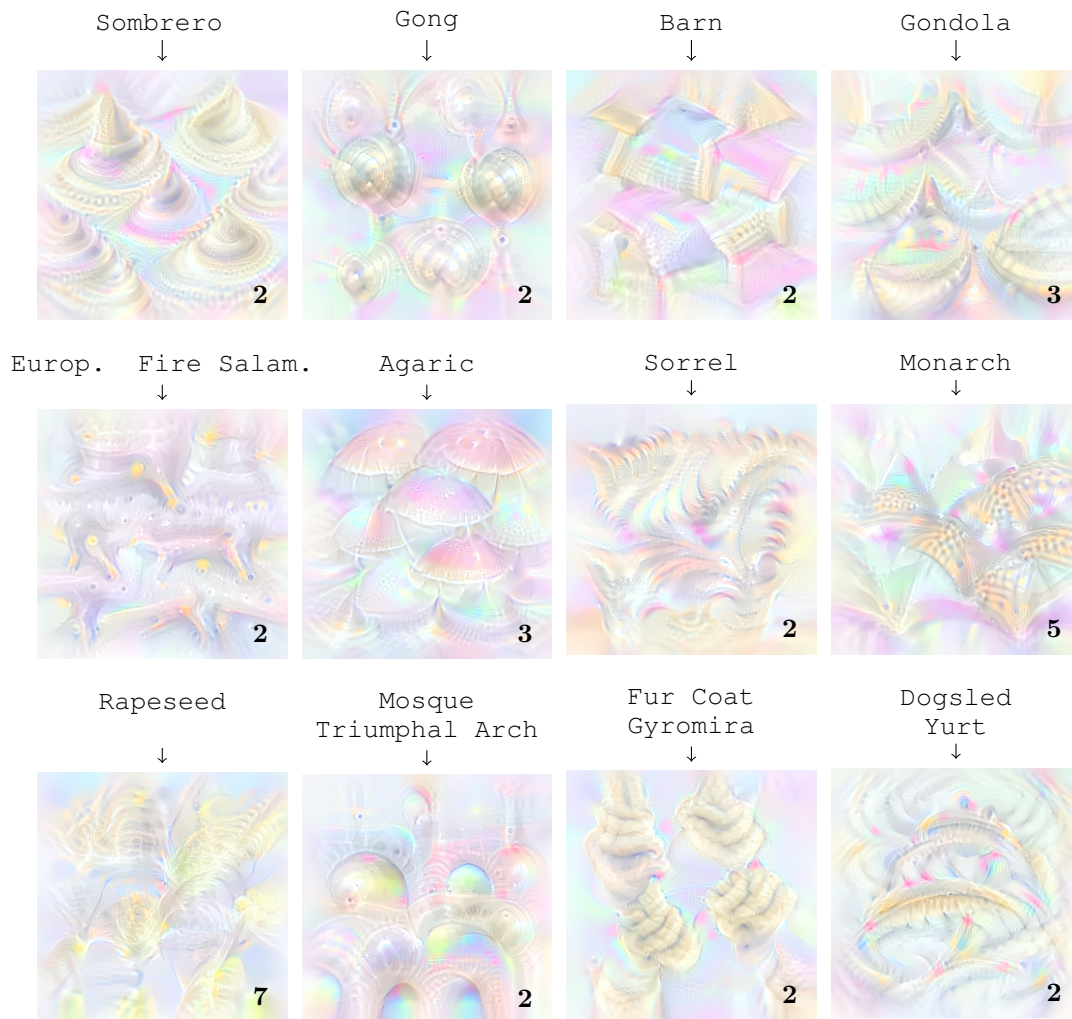 Sombrero Gong Barn Gondola
↓ ↓ ↓ ↓
2 2 2 3
Europ. Fire Salam. Agaric Sorrel Monarch
↓ ↓ ↓ ↓
2 3 2 5
Rapeseed Mosque Fur Coat Dogsled
Triumphal Arch Gyromira Yurt
↓ ↓ ↓ ↓
7 2 2 2